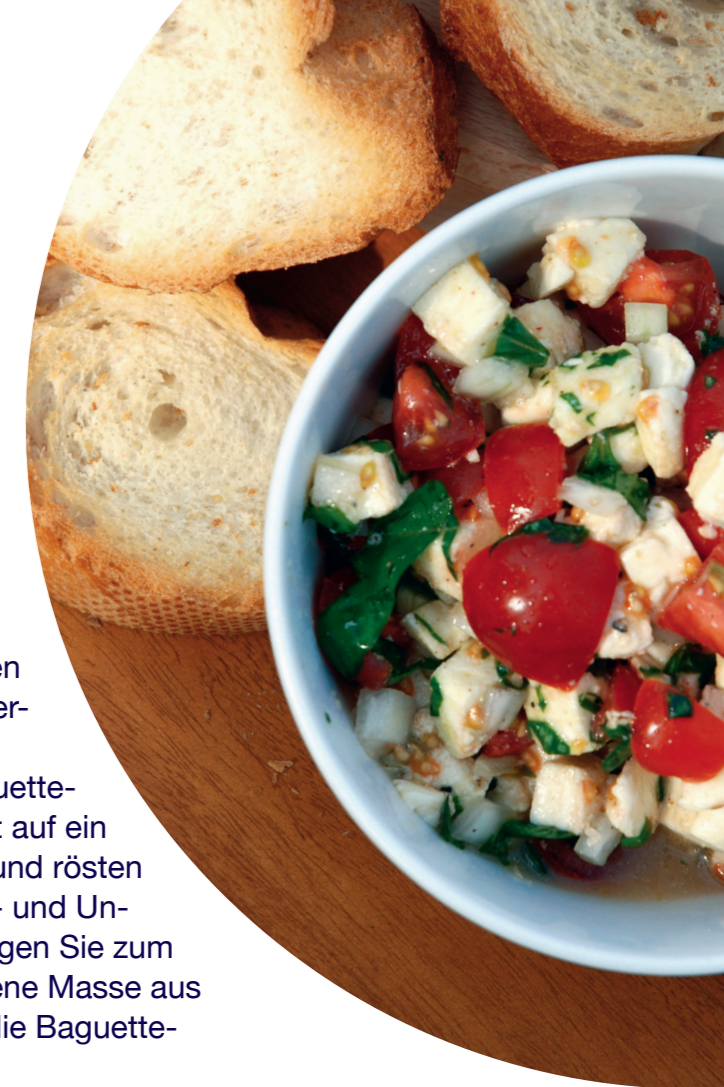 en
er-
uette-
t auf ein
und rösten
- und Un-
gen Sie zum
ene Masse aus
die Baguette-